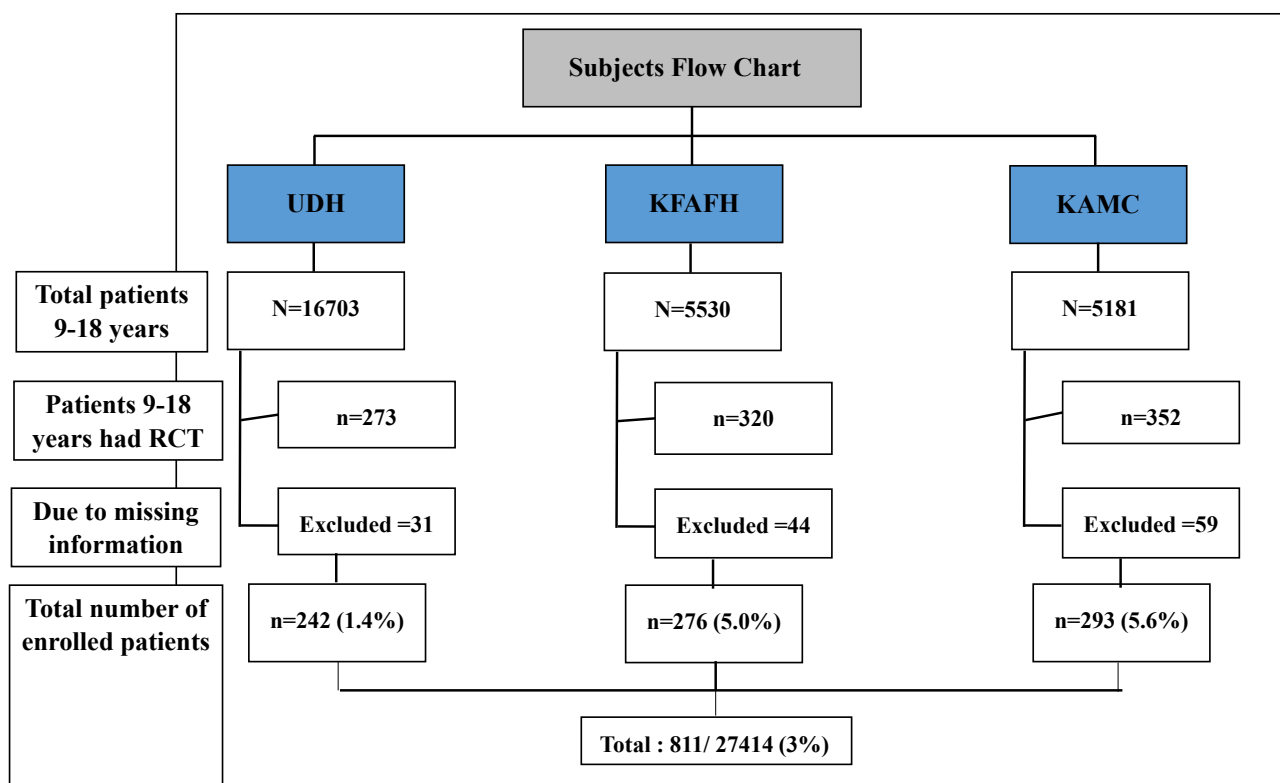 Subjects Flow Chart
UDH
KFAFH
KAMC
Total patients
9-18 years
N=16703
N=5530
N=5181
Patients 9-18
years had RCT
n=273
n=320
n=352
Due to missing
information
Excluded =31
Excluded =44
Excluded =59
Total number of
enrolled patients
n=242 (1.4%)
n=276 (5.0%)
n=293 (5.6%)
Total : 811/ 27414 (3%)